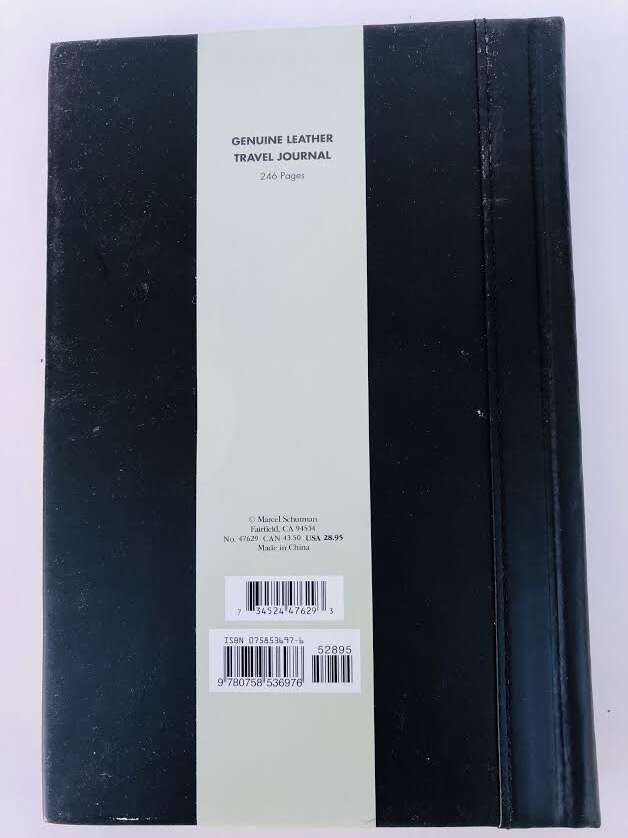 GENUINE LEATHER
TRAVEL JOURNAL
246 Pages
© Marcel Schurman
Fairfield, CA 94534
No. 47629 CAN 43.50 USA 28.95
Made in China
7 34524 47629 3
ISBN 075853697-6
52895
9 780758 536976